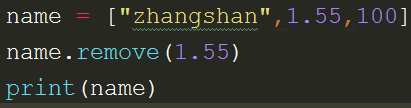 name = ["zhangshan",1.55,100]
name.remove(1.55)
print(name)